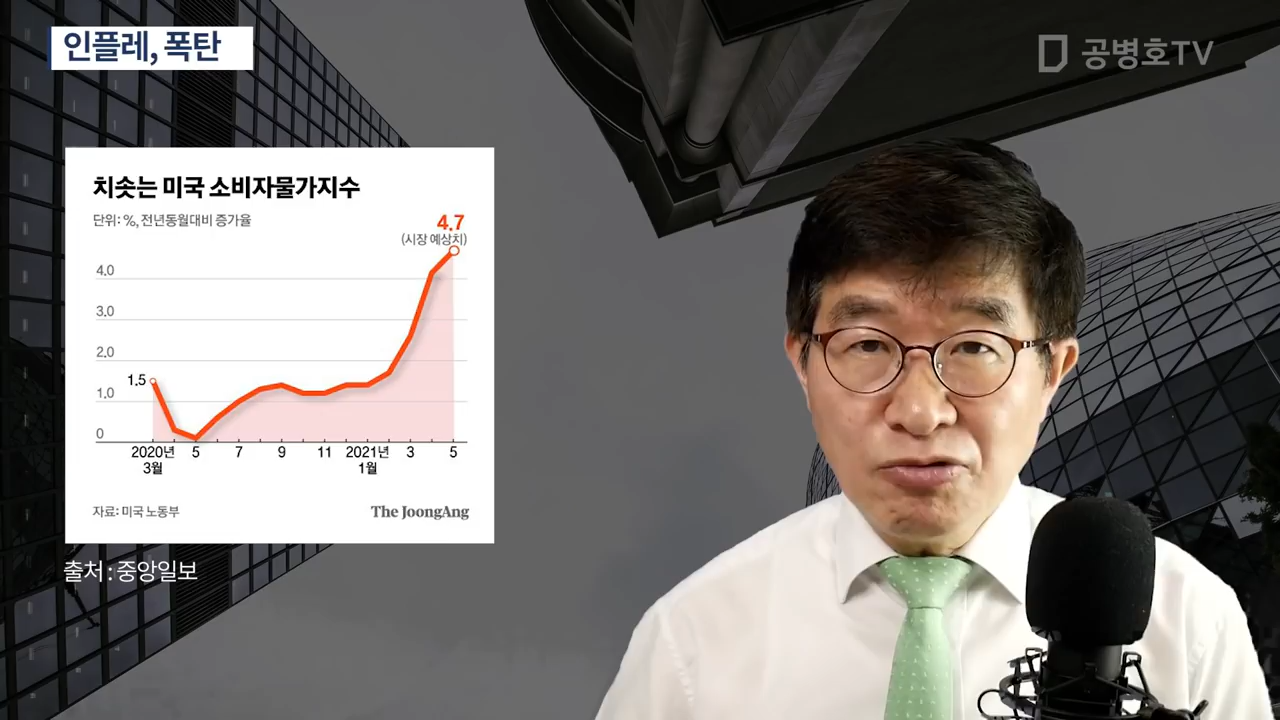 인플레, 폭탄
공병호TV
치솟는 미국 소비자물가지수
단위: %, 전년동월대비 증가율
4.7
(시장 예상치)
4.0
3.0
2.0
1.5
1.0
0
2020년 5 7 9 11 2021년 3 5
3월 1월
자료: 미국 노동부 The JoongAng
출처 : 중앙일보